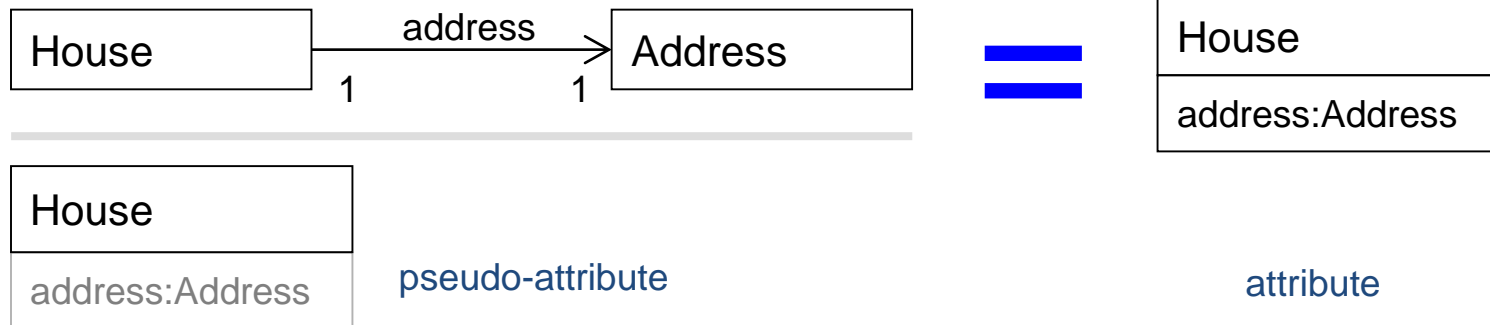 House
address
Address
1
1
House
address:Address
House
address:Address
pseudo-attribute
attribute